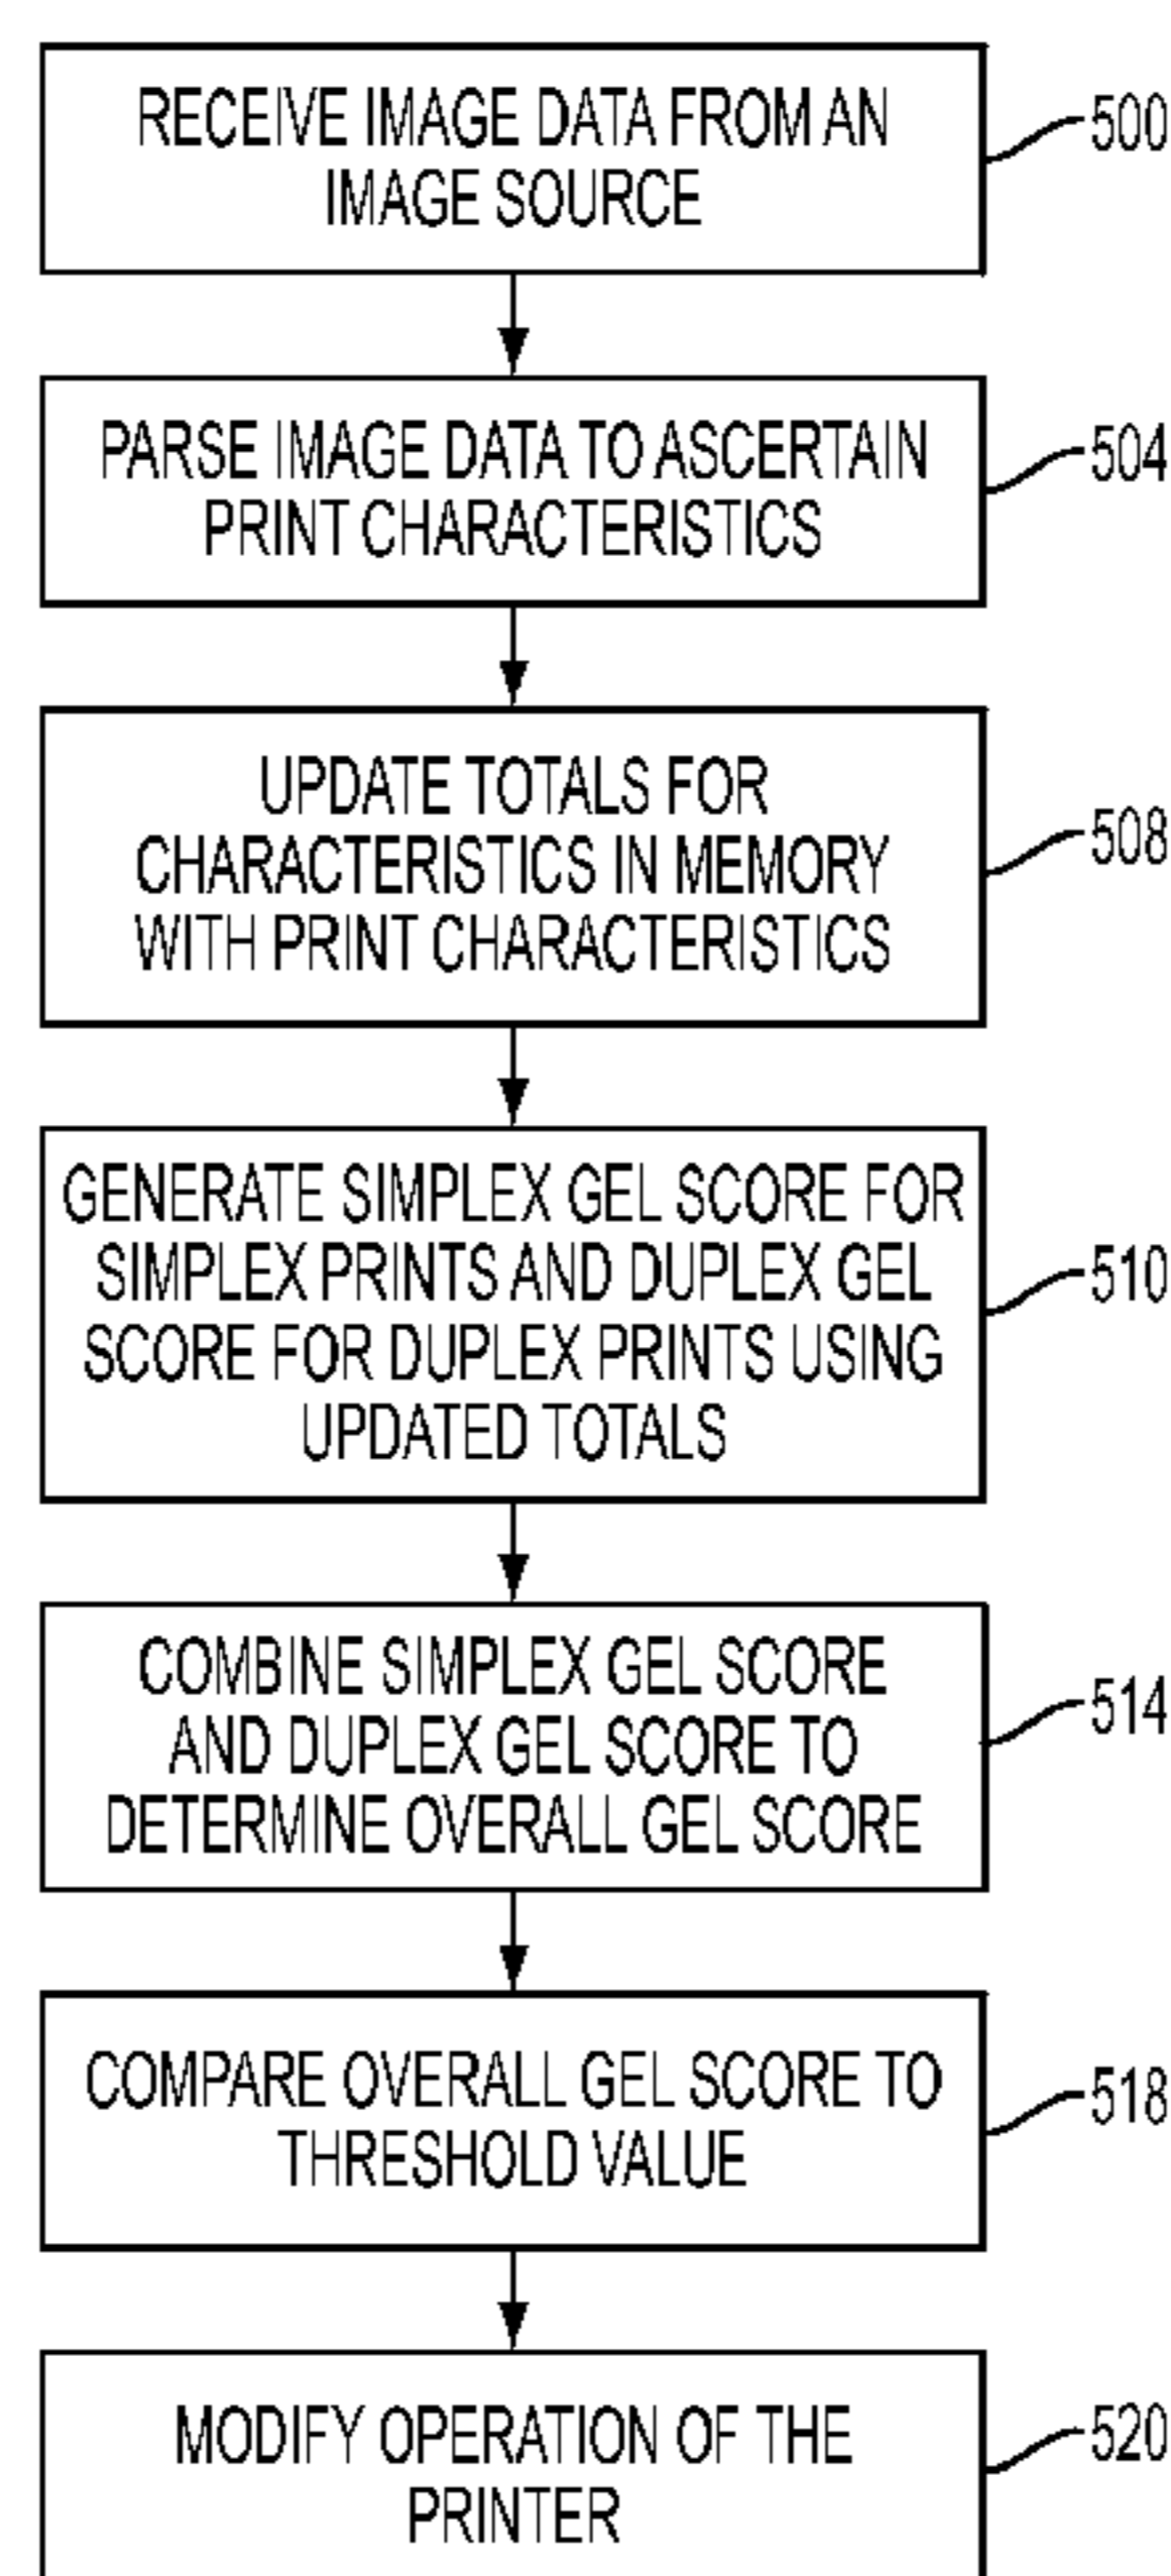 RECEIVE IMAGE DATA FROM AN
IMAGE SOURCE
500
PARSE IMAGE DATA TO ASCERTAIN
PRINT CHARACTERISTICS
504
UPDATE TOTALS FOR
CHARACTERISTICS IN MEMORY
WITH PRINT CHARACTERISTICS
508
GENERATE SIMPLEX GEL SCORE FOR
SIMPLEX PRINTS AND DUPLEX GEL
SCORE FOR DUPLEX PRINTS USING
UPDATED TOTALS
510
COMBINE SIMPLEX GEL SCORE
AND DUPLEX GEL SCORE TO
DETERMINE OVERALL GEL SCORE
514
COMPARE OVERALL GEL SCORE TO
THRESHOLD VALUE
518
MODIFY OPERATION OF THE
PRINTER
520